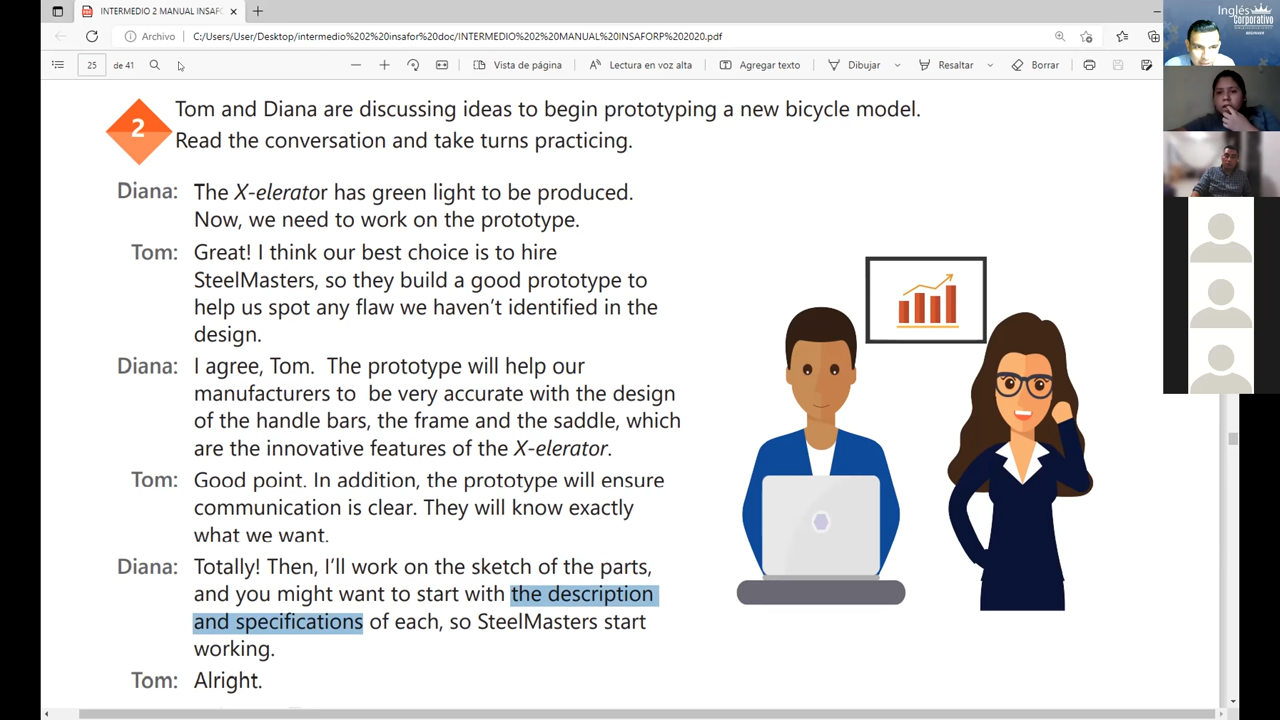 INTERMEDIO 2 MANUAL INSAFOR
Archivo
C:/Users/User/Desktop/intermedio%202%20insafor%20doc/INTERMEDIO%202%20MANUAL%20INSAFORP%202020.pdf
25 de 41
Vista de página
Lectura en voz alta
Agregar texto
Dibujar
Resaltar
Borrar
Inglés
Corporativo
2
Tom and Diana are discussing ideas to begin prototyping a new bicycle model.
Read the conversation and take turns practicing.
Diana: The X-elerator has green light to be produced.
Now, we need to work on the prototype.
Tom: Great! I think our best choice is to hire
SteelMasters, so they build a good prototype to
help us spot any flaw we haven't identified in the
design.
Diana: I agree, Tom. The prototype will help our
manufacturers to be very accurate with the design
of the handle bars, the frame and the saddle, which
are the innovative features of the X-elerator.
Tom: Good point. In addition, the prototype will ensure
communication is clear. They will know exactly
what we want.
Diana: Totally! Then, I'll work on the sketch of the parts,
and you might want to start with the description
and specifications of each, so SteelMasters start
working.
Tom: Alright.